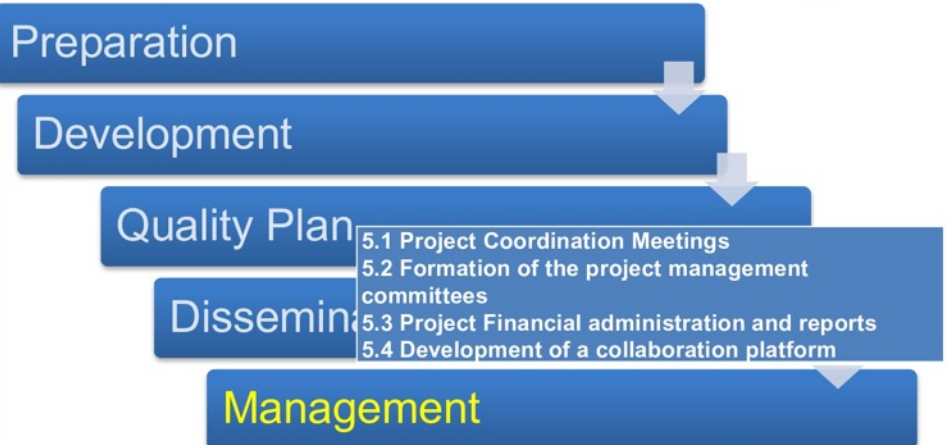 Preparation
Development
Quality Plan
5.1 Project Coordination Meetings
5.2 Formation of the project management
committees
5.3 Project Financial administration and reports
5.4 Development of a collaboration platform
Management